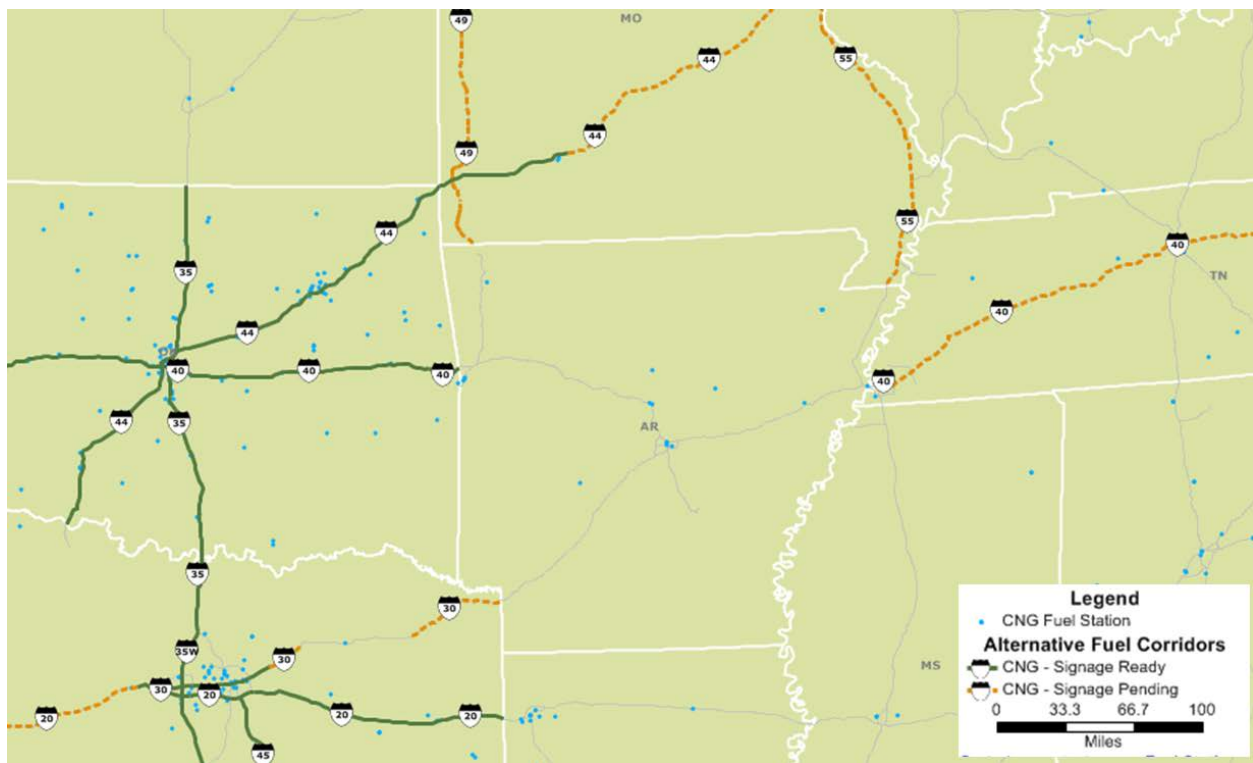 49
MO
44
55
49
44
55
44
35
40
TN
44
40
40
40
40
40
44
35
AR
35
30
35W
30
MS
30
20
20
20
20
45
Legend
CNG Fuel Station
Alternative Fuel Corridors
CNG - Signage Ready
CNG - Signage Pending
0 33.3 66.7 100
Miles